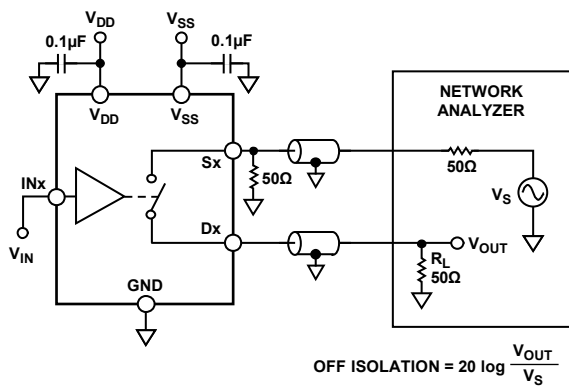 VDD
VSS
0.1µF
0.1µF
VDD
VSS
NETWORK
ANALYZER
Sx
50Ω
50Ω
VS
INx
VIN
Dx
VOUT
RL
50Ω
GND
OFF ISOLATION = 20 log VOUT
VS